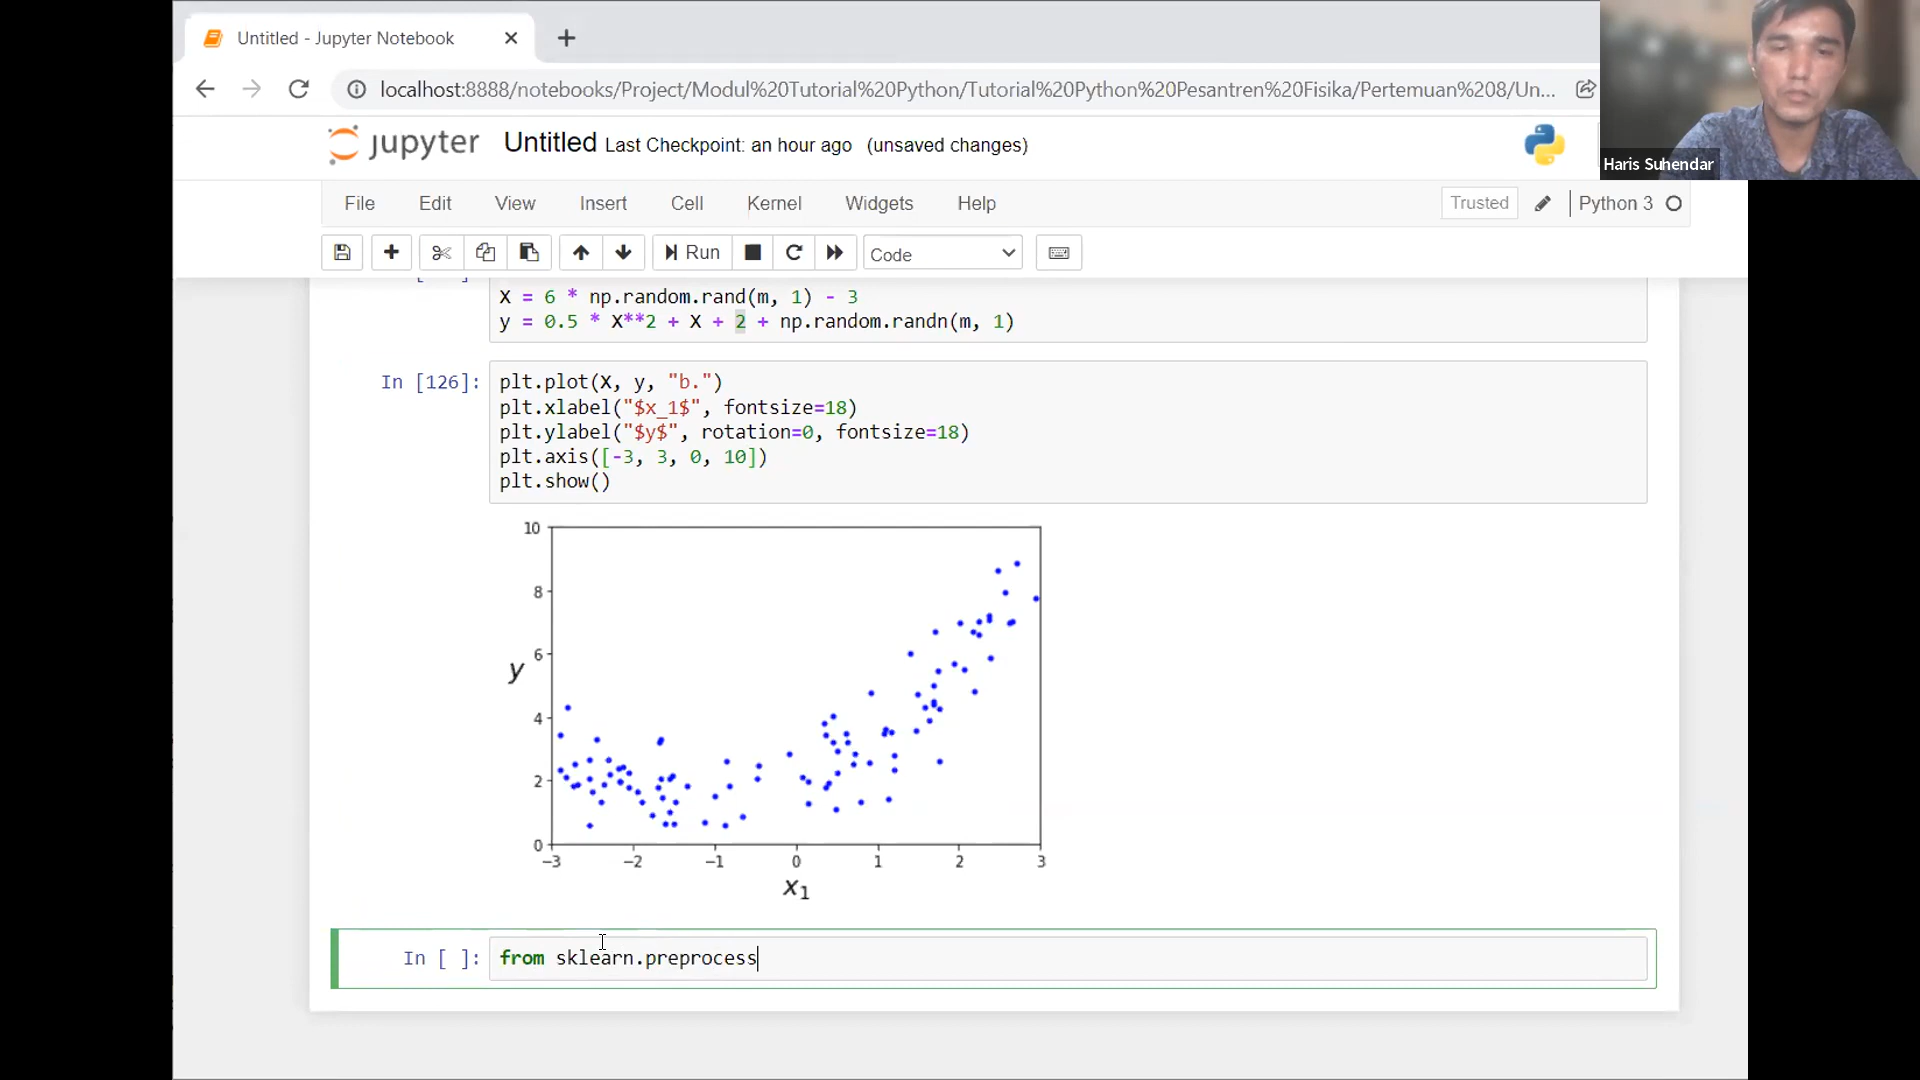 Untitled - Jupyter Notebook
localhost:8888/notebooks/Project/Modul%20Tutorial%20Python/Tutorial%20Python%20Pesantren%20Fisika/Pertemuan%208/Un...
Haris Suhendar
jupyter Untitled Last Checkpoint: an hour ago (unsaved changes)
File Edit View Insert Cell Kernel Widgets Help Trusted Python 3
Run Code
X = 6 * np.random.rand(m, 1) - 3
y = 0.5 * X**2 + X + 2 + np.random.randn(m, 1)
In [126]: plt.plot(X, y, "b.")
plt.xlabel("$x_1$", fontsize=18)
plt.ylabel("$y$", rotation=0, fontsize=18)
plt.axis([-3, 3, 0, 10])
plt.show()
10
8
6
y
4
2
0
−3 −2 −1 0 1 2 3
x₁
In [ ]: from sklearn.preprocess